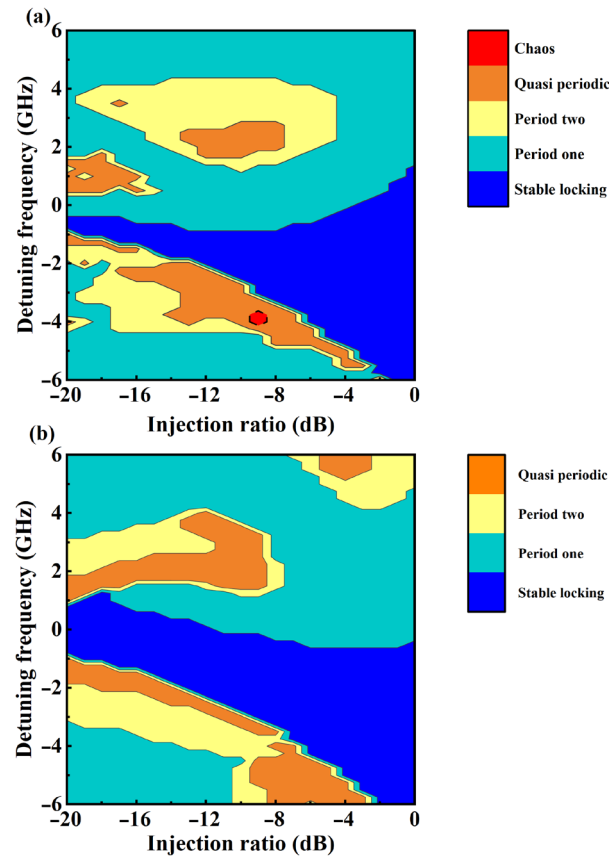 (a)
6
4
2
0
−2
−4
−6
Detuning frequency (GHz)
−20 −16 −12 −8 −4 0
Injection ratio (dB)
Chaos
Quasi periodic
Period two
Period one
Stable locking
(b)
6
4
2
0
−2
−4
−6
Detuning frequency (GHz)
−20 −16 −12 −8 −4 0
Injection ratio (dB)
Quasi periodic
Period two
Period one
Stable locking